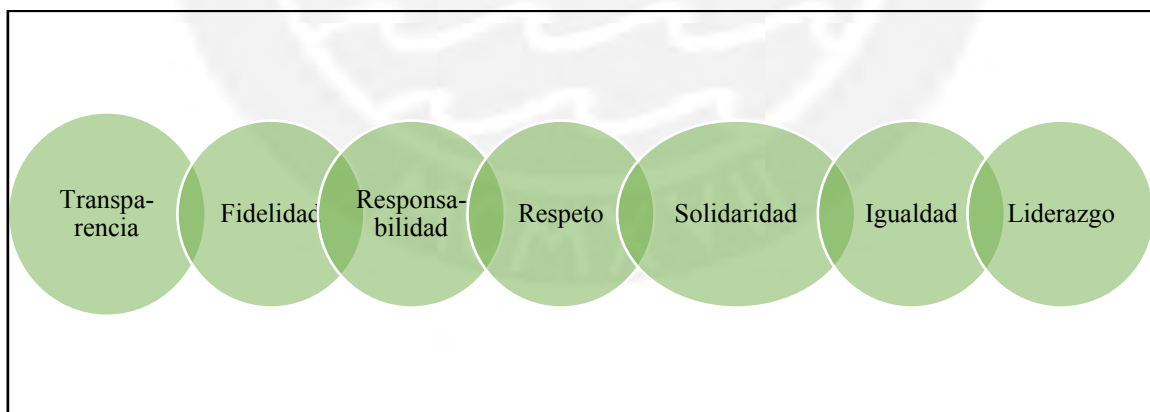 Transpa-
rencia
Fidelidad
Responsa-
bilidad
Respeto
Solidaridad
Igualdad
Liderazgo